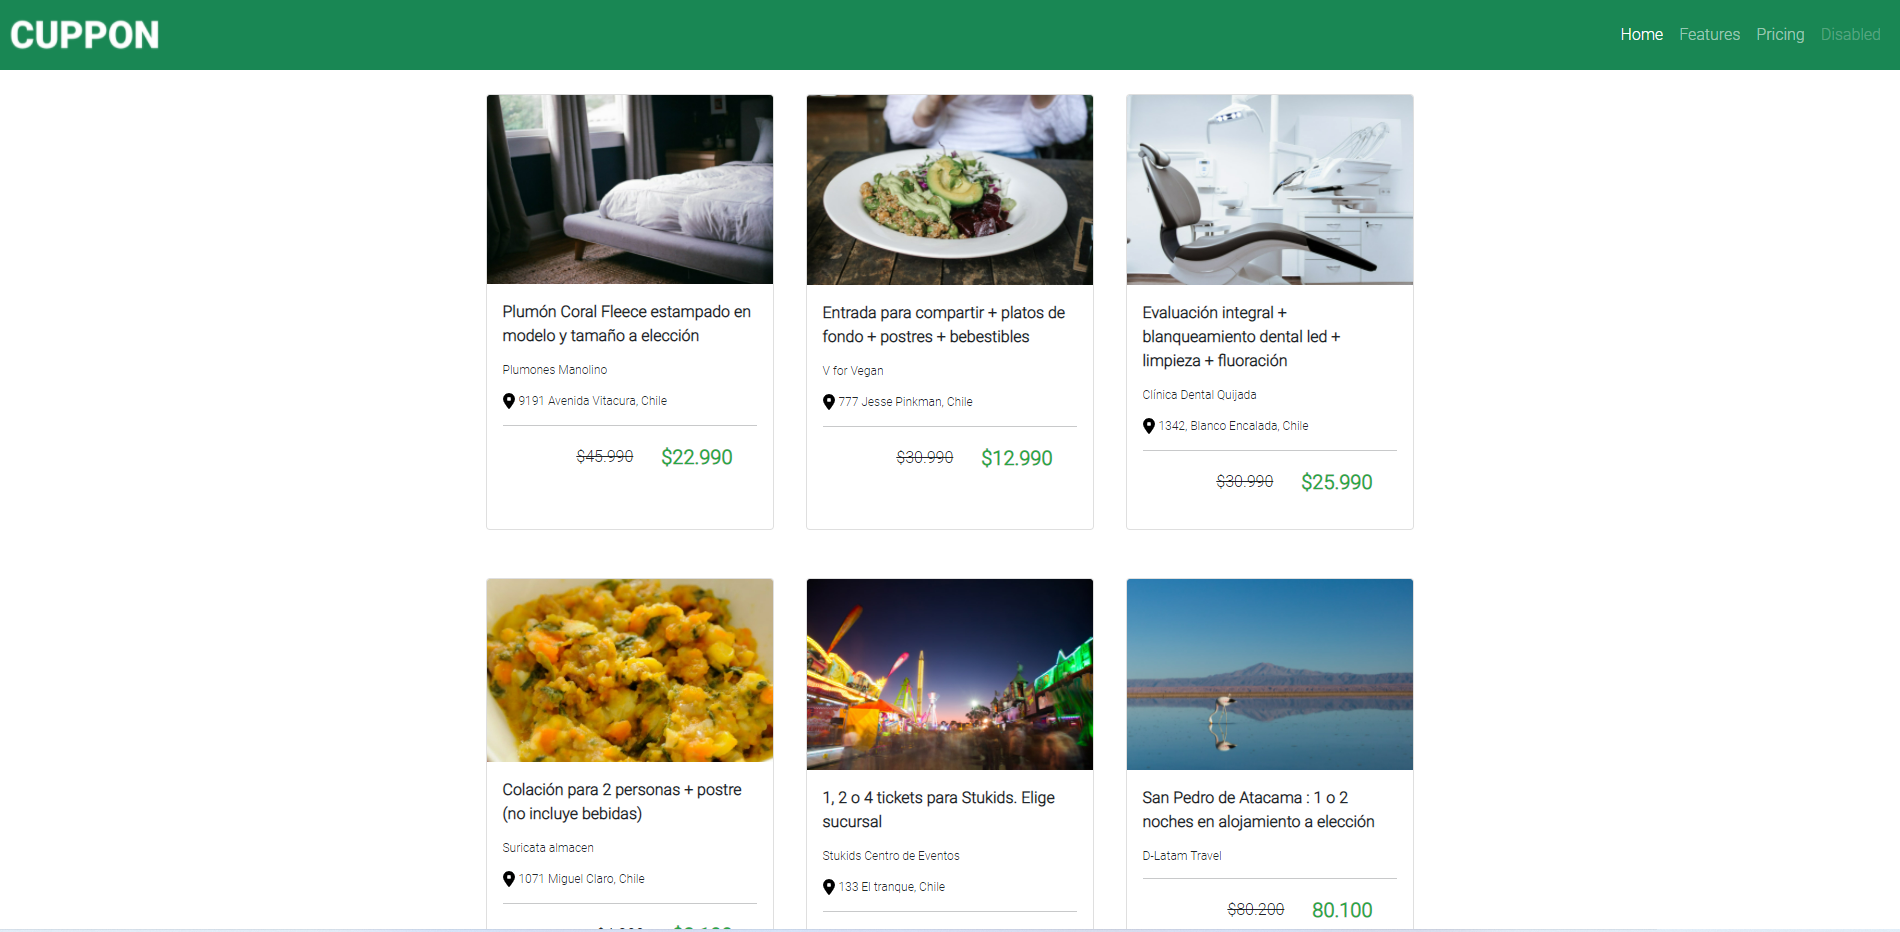 CUPPON
Home Features Pricing Disabled
Plumón Coral Fleece estampado en
modelo y tamaño a elección
Plumones Manolino
9191 Avenida Vitacura, Chile
$45.990 $22.990
Entrada para compartir + platos de
fondo + postres + bebestibles
V for Vegan
777 Jesse Pinkman, Chile
$30.990 $12.990
Evaluación integral +
blanqueamiento dental led +
limpieza + fluoración
Clínica Dental Quijada
1342, Blanco Encalada, Chile
$30.990 $25.990
Colación para 2 personas + postre
(no incluye bebidas)
Suricata almacen
1071 Miguel Claro, Chile
1, 2 o 4 tickets para Stukids. Elige
sucursal
Stukids Centro de Eventos
133 El tranque, Chile
San Pedro de Atacama : 1 o 2
noches en alojamiento a elección
D-Latam Travel
$80.200 80.100